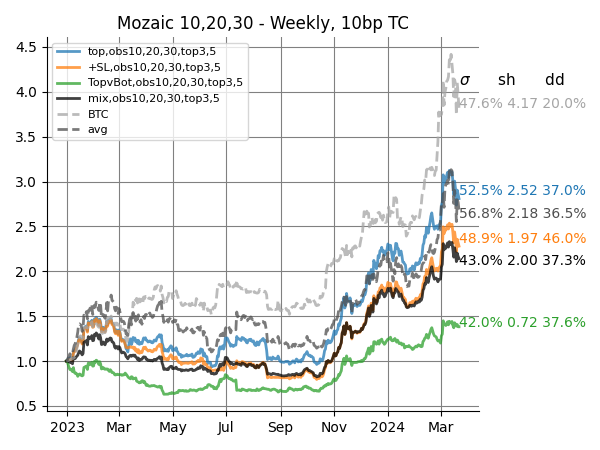 Mozaic 10,20,30 - Weekly, 10bp TC
top,obs10,20,30,top3,5
+SL,obs10,20,30,top3,5
TopvBot,obs10,20,30,top3,5
mix,obs10,20,30,top3,5
BTC
avg
σ sh dd
47.6% 4.17 20.0%
52.5% 2.52 37.0%
56.8% 2.18 36.5%
48.9% 1.97 46.0%
43.0% 2.00 37.3%
42.0% 0.72 37.6%
4.5
4.0
3.5
3.0
2.5
2.0
1.5
1.0
0.5
2023 Mar May Jul Sep Nov 2024 Mar